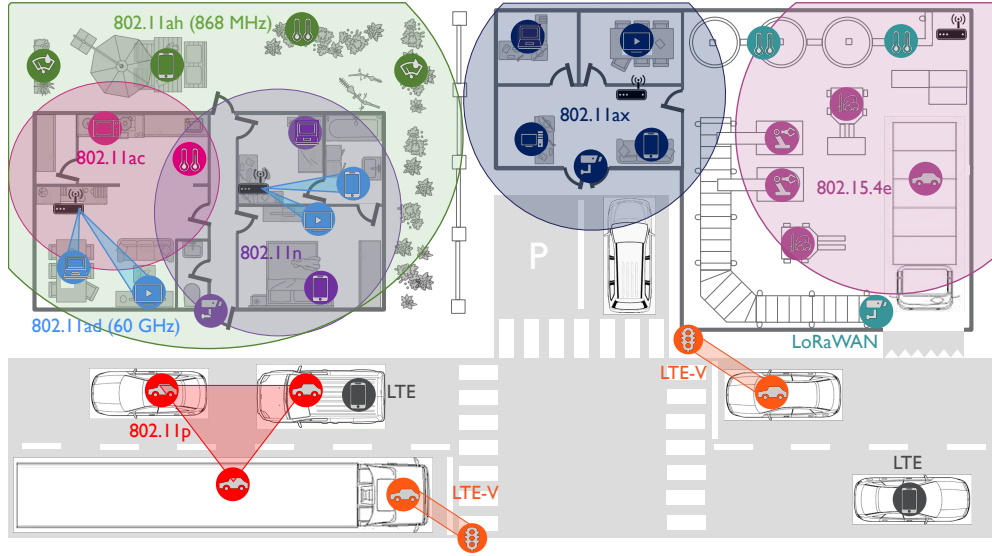 802.11ah (868 MHz)
802.11ax
802.11ac
802.15.4e
802.11n
P
802.11ad (60 GHz)
LoRaWAN
LTE-V
LTE
802.11p
LTE
LTE-V